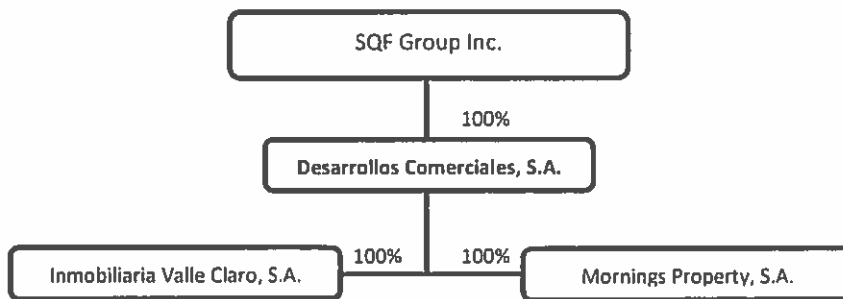 SQF Group Inc.
100%
Desarrollos Comerciales, S.A.
100%
100%
Inmobiliaria Valle Claro, S.A.
Mornings Property, S.A.